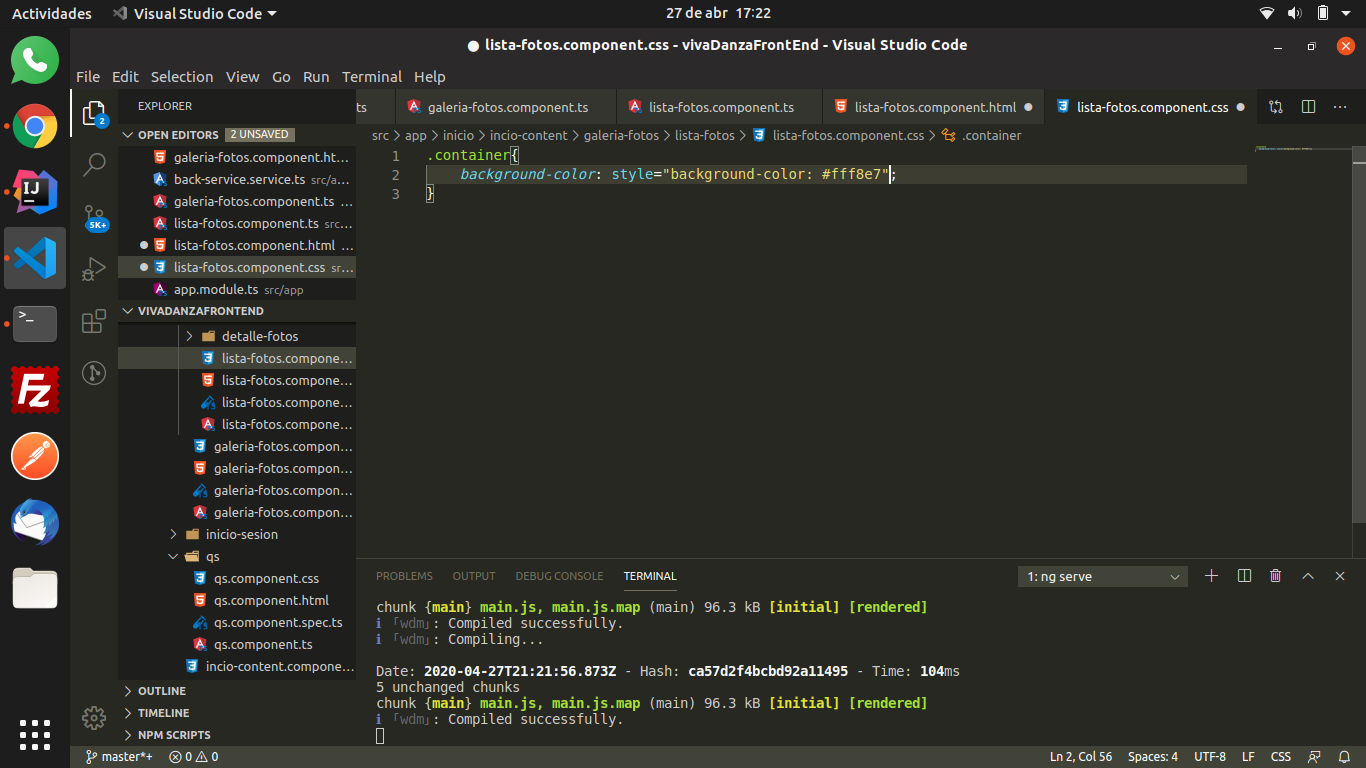 Actividades Visual Studio Code 27 de abr 17:22
lista-fotos.component.css - vivaDanzaFrontEnd - Visual Studio Code
File Edit Selection View Go Run Terminal Help
EXPLORER
OPEN EDITORS 2 UNSAVED
galeria-fotos.component.ht...
back-service.service.ts src/a...
galeria-fotos.component.ts ...
lista-fotos.component.ts src...
lista-fotos.component.html ...
lista-fotos.component.css sr...
app.module.ts src/app
VIVADANZAFRONTEND
detalle-fotos
lista-fotos.compone...
lista-fotos.compone...
lista-fotos.compone...
lista-fotos.compone...
galeria-fotos.compon...
galeria-fotos.compon...
galeria-fotos.compon...
galeria-fotos.compon...
inicio-sesion
qs
qs.component.css
qs.component.html
qs.component.spec.ts
qs.component.ts
incio-content.compone...
OUTLINE
TIMELINE
NPM SCRIPTS
2
5K+
>_
IJ
Fz
ts galeria-fotos.component.ts lista-fotos.component.ts lista-fotos.component.html lista-fotos.component.css
src > app > inicio > incio-content > galeria-fotos > lista-fotos > lista-fotos.component.css > .container
1 .container{
2 background-color: style="background-color: #fff8e7";
3 }
PROBLEMS OUTPUT DEBUG CONSOLE TERMINAL 1: ng serve
chunk {main} main.js, main.js.map (main) 96.3 kB [initial] [rendered]
ℹ ｢wdm｣: Compiled successfully.
ℹ ｢wdm｣: Compiling...
Date: 2020-04-27T21:21:56.873Z - Hash: ca57d2f4bcbd92a11495 - Time: 104ms
5 unchanged chunks
chunk {main} main.js, main.js.map (main) 96.3 kB [initial] [rendered]
ℹ ｢wdm｣: Compiled successfully.
master*+ 0 0 Ln 2, Col 56 Spaces: 4 UTF-8 LF CSS